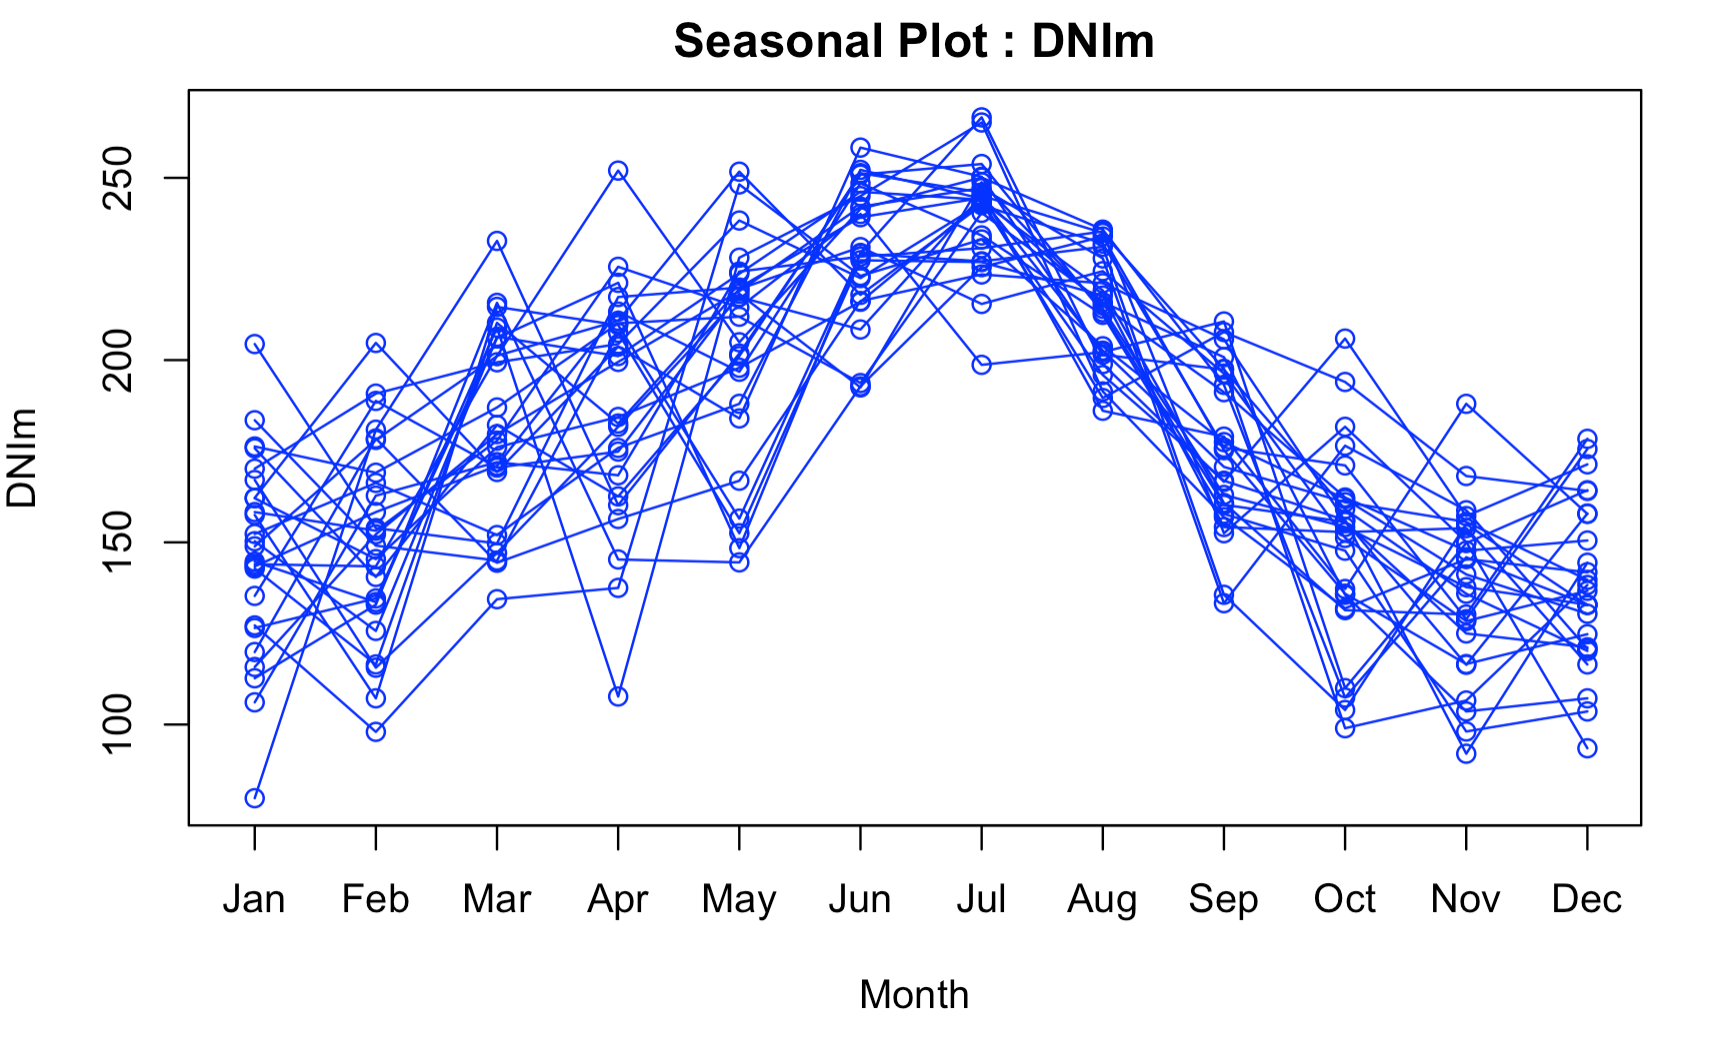 Seasonal Plot : DNIm
DNIm
250
200
150
100
Jan Feb Mar Apr May Jun Jul Aug Sep Oct Nov Dec
Month